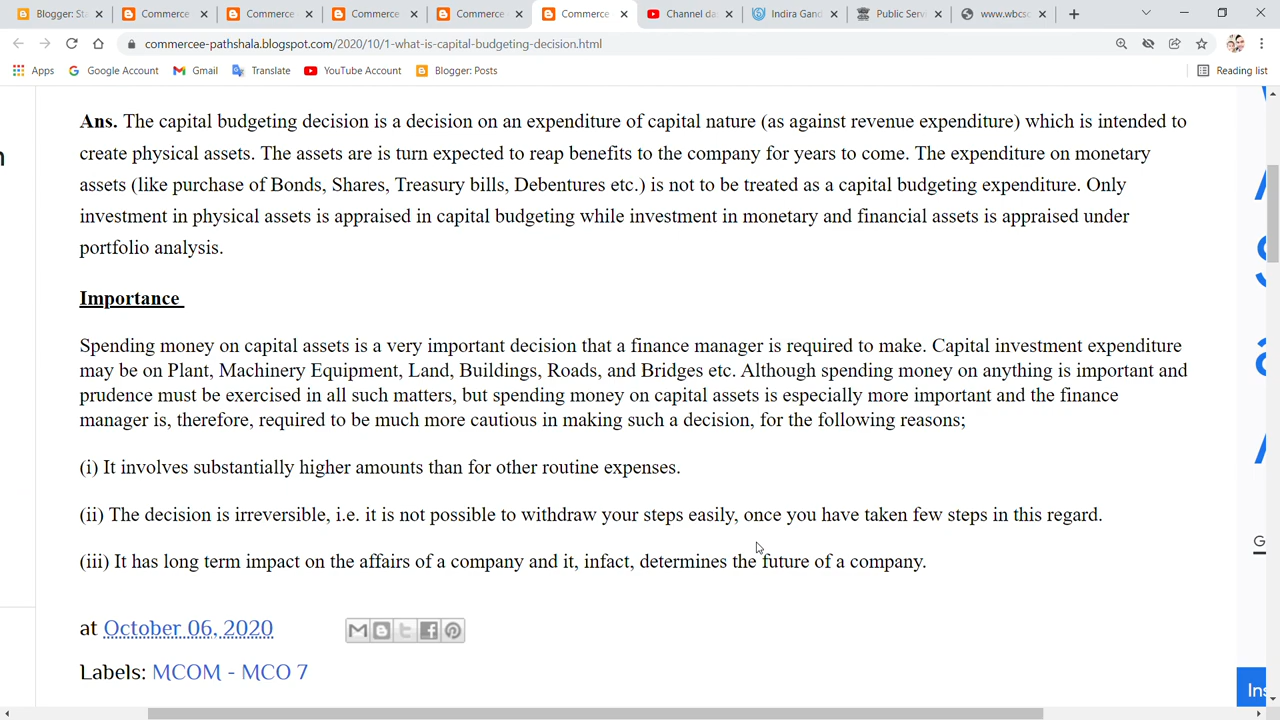 Blogger: Sta
Commerce
Commerce
Commerce
Commerce
Commerce
Channel da
Indira Gand
Public Serv
www.wbcsc
commercee-pathshala.blogspot.com/2020/10/1-what-is-capital-budgeting-decision.html
Apps
Google Account
Gmail
Translate
YouTube Account
Blogger: Posts
Reading list
Ans. The capital budgeting decision is a decision on an expenditure of capital nature (as against revenue expenditure) which is intended to
create physical assets. The assets are is turn expected to reap benefits to the company for years to come. The expenditure on monetary
assets (like purchase of Bonds, Shares, Treasury bills, Debentures etc.) is not to be treated as a capital budgeting expenditure. Only
investment in physical assets is appraised in capital budgeting while investment in monetary and financial assets is appraised under
portfolio analysis.
Importance
Spending money on capital assets is a very important decision that a finance manager is required to make. Capital investment expenditure
may be on Plant, Machinery Equipment, Land, Buildings, Roads, and Bridges etc. Although spending money on anything is important and
prudence must be exercised in all such matters, but spending money on capital assets is especially more important and the finance
manager is, therefore, required to be much more cautious in making such a decision, for the following reasons;
(i) It involves substantially higher amounts than for other routine expenses.
(ii) The decision is irreversible, i.e. it is not possible to withdraw your steps easily, once you have taken few steps in this regard.
(iii) It has long term impact on the affairs of a company and it, infact, determines the future of a company.
at October 06, 2020
Labels: MCOM - MCO 7